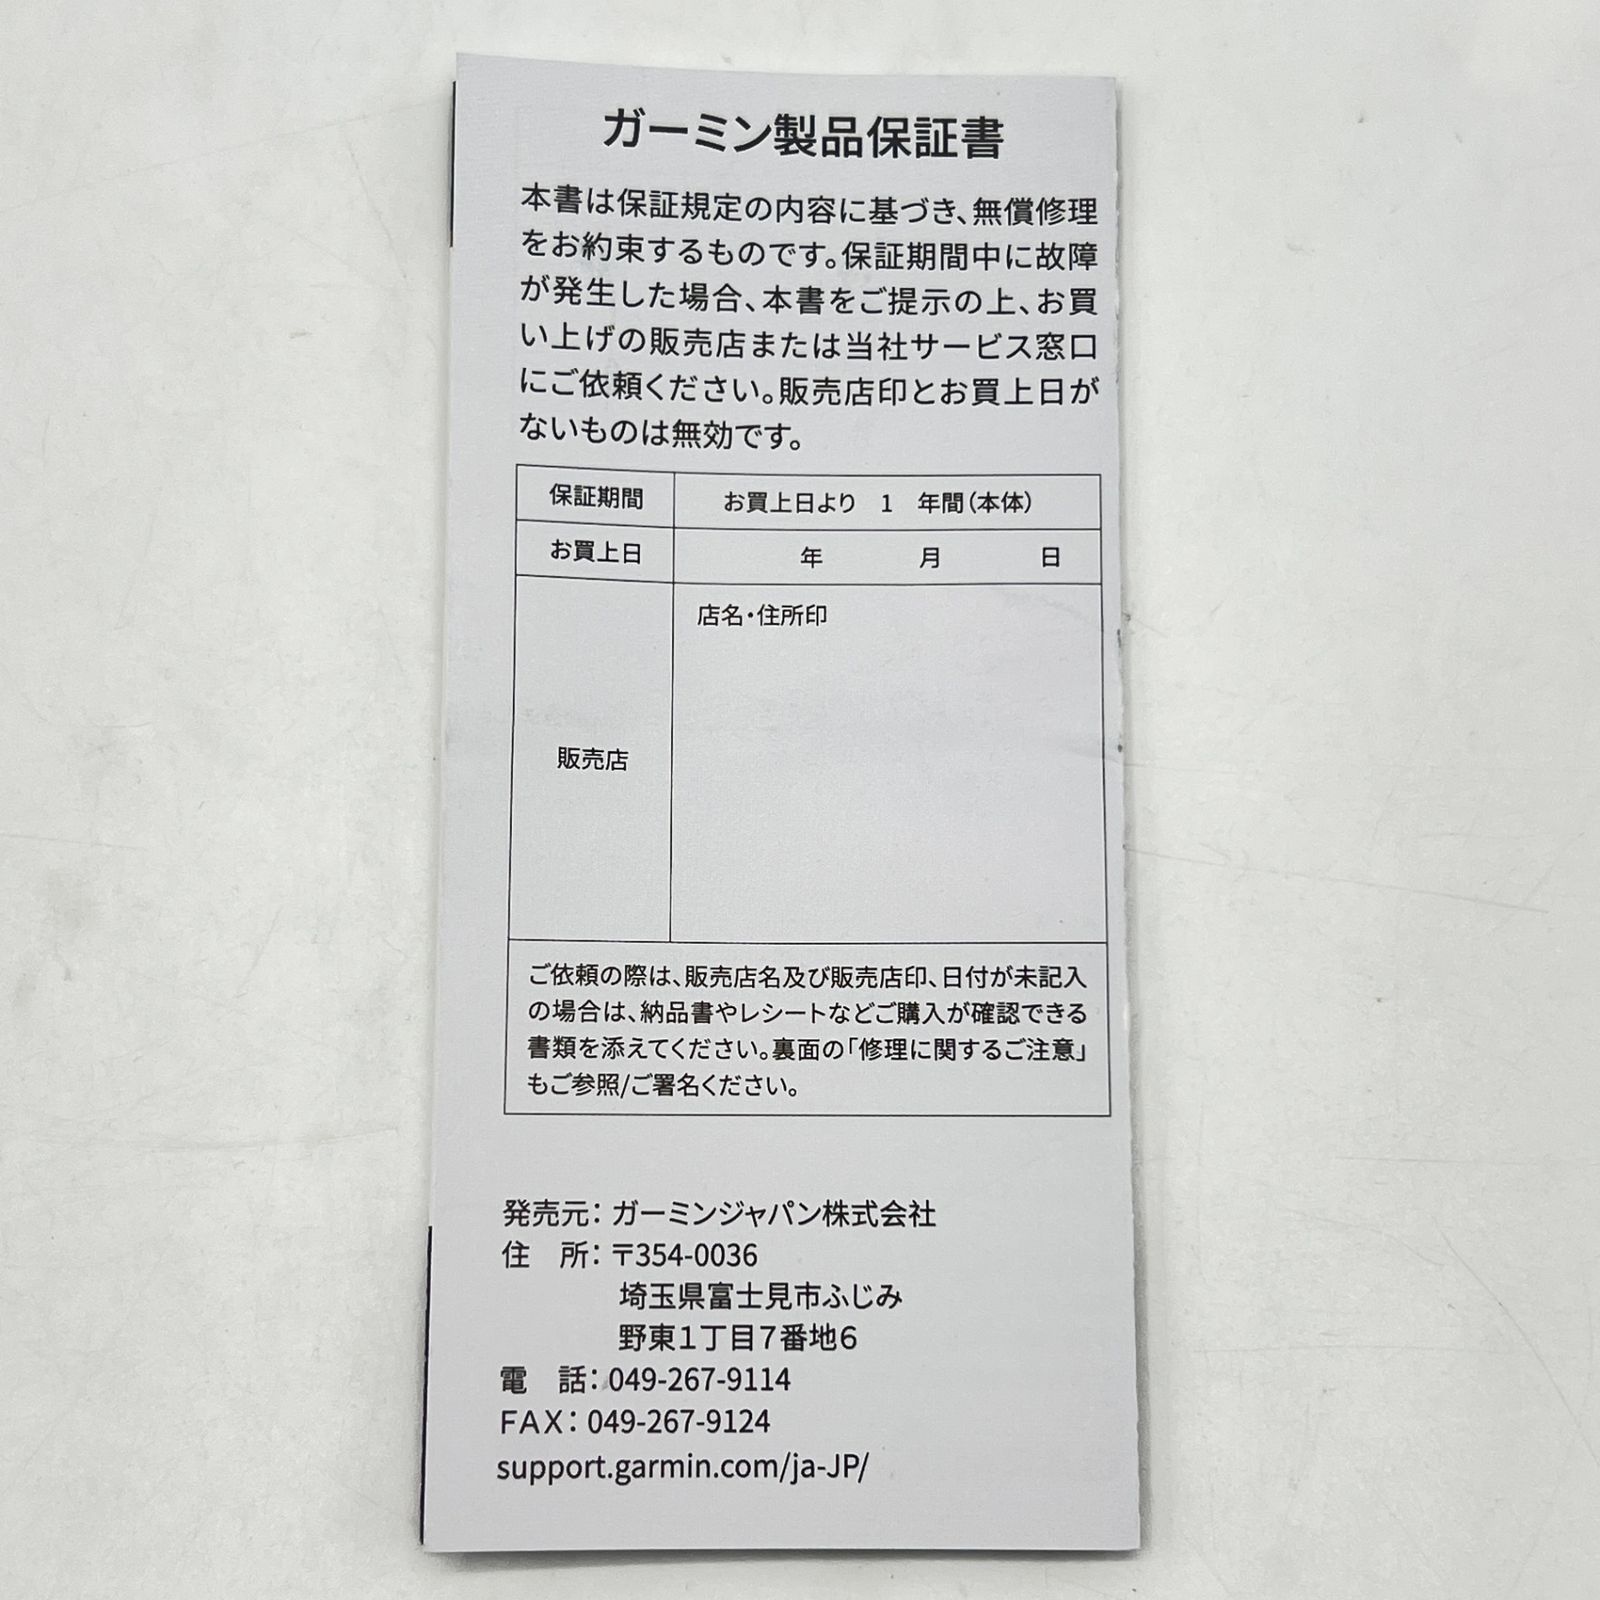 ガーミン製品保証書
本書は保証規定の内容に基づき、無償修理
をお約束するものです。保証期間中に故障
が発生した場合、本書をご提示の上、お買
い上げの販売店または当社サービス窓口
にご依頼ください。販売店印とお買上日が
ないものは無効です。
保証期間 お買上日より 1 年間(本体)
お買上日 年 月 日
店名・住所印
販売店
ご依頼の際は、販売店名及び販売店印、日付が未記入
の場合は、納品書やレシートなどご購入が確認できる
書類を添えてください。裏面の「修理に関するご注意」
もご参照/ご署名ください。
発売元: ガーミンジャパン株式会社
住 所: 〒354-0036
埼玉県富士見市ふじみ
野東1丁目7番地6
電 話: 049-267-9114
FAX: 049-267-9124
support.garmin.com/ja-JP/